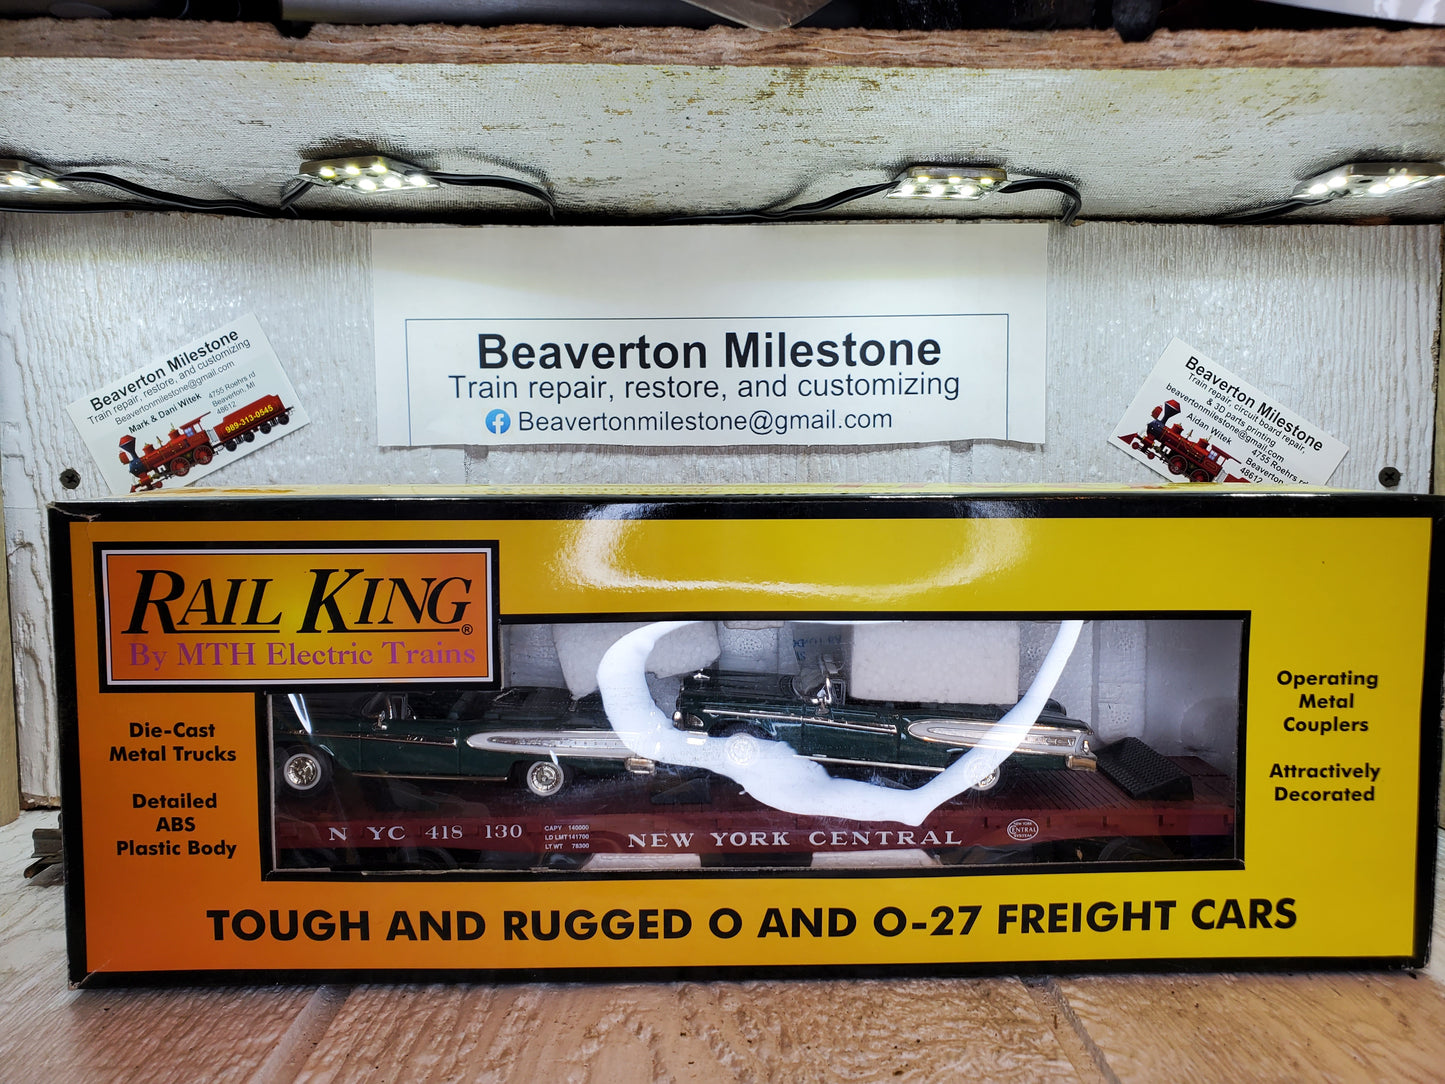 Beaverton Milestone
Train repair, restore, and customizing
Beavertonmilestone@gmail.com
Beaverton Milestone
Train repair, restore, and customizing
Beavertonmilestone@gmail.com
Mark & Dani Witek
4755 Roehrs rd
Beaverton, MI
48612
989-313-0545
Beaverton Milestone
Train repair, circuit board repair,
& 3D parts printing
beavertonmilestone@gmail.com
Aidan Witek
4755 Roehrs rd
Beaverton,
48612
RAIL KING®
By MTH Electric Trains
Die-Cast
Metal Trucks
Detailed
ABS
Plastic Body
Operating
Metal
Couplers
Attractively
Decorated
N YC 418 130
CAPY 140000
LD LMT 141700
LT WT 78300
NEW YORK CENTRAL
NEW YORK
CENTRAL
SYSTEM
TOUGH AND RUGGED O AND O-27 FREIGHT CARS